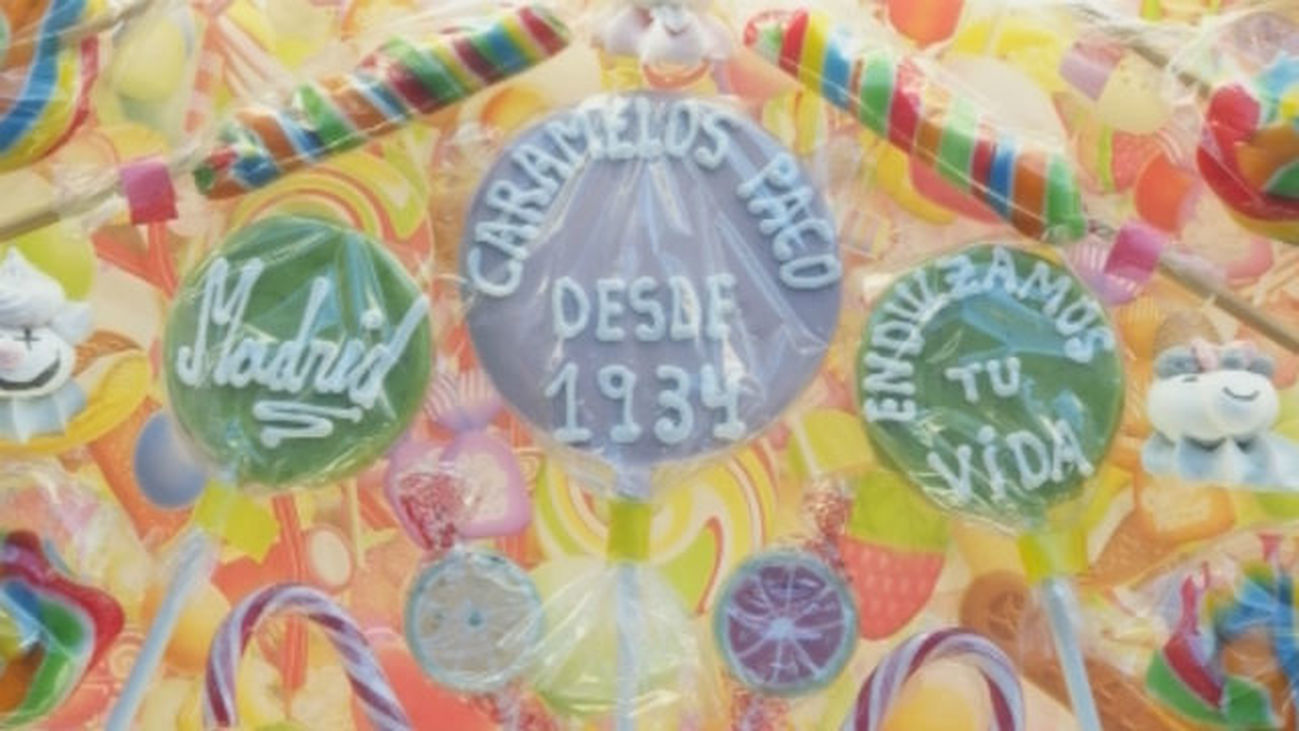 Madrid
CARAMELOS PACO
DESDE
1934
ENDULZAMOS
TU
ViDA